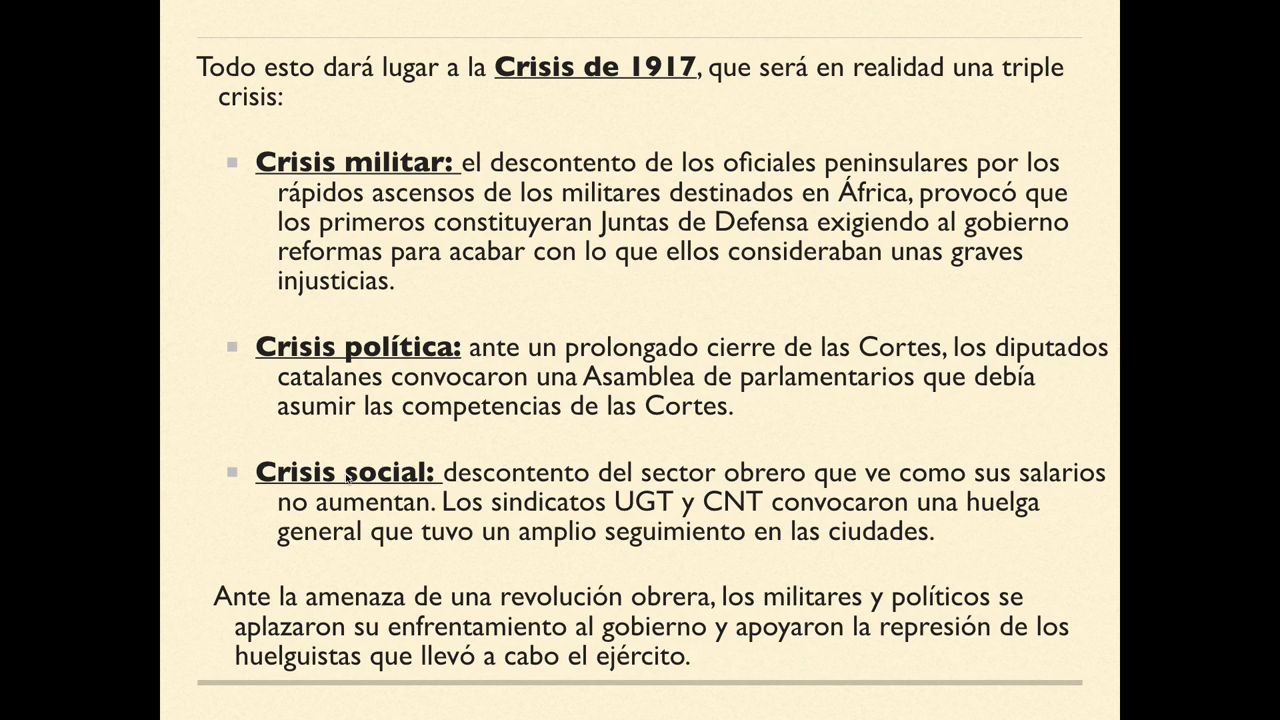 Todo esto dará lugar a la Crisis de 1917, que será en realidad una triple
crisis:
Crisis militar: el descontento de los oficiales peninsulares por los
rápidos ascensos de los militares destinados en África, provocó que
los primeros constituyeran Juntas de Defensa exigiendo al gobierno
reformas para acabar con lo que ellos consideraban unas graves
injusticias.
Crisis política: ante un prolongado cierre de las Cortes, los diputados
catalanes convocaron una Asamblea de parlamentarios que debía
asumir las competencias de las Cortes.
Crisis social: descontento del sector obrero que ve como sus salarios
no aumentan. Los sindicatos UGT y CNT convocaron una huelga
general que tuvo un amplio seguimiento en las ciudades.
Ante la amenaza de una revolución obrera, los militares y políticos se
aplazaron su enfrentamiento al gobierno y apoyaron la represión de los
huelguistas que llevó a cabo el ejército.